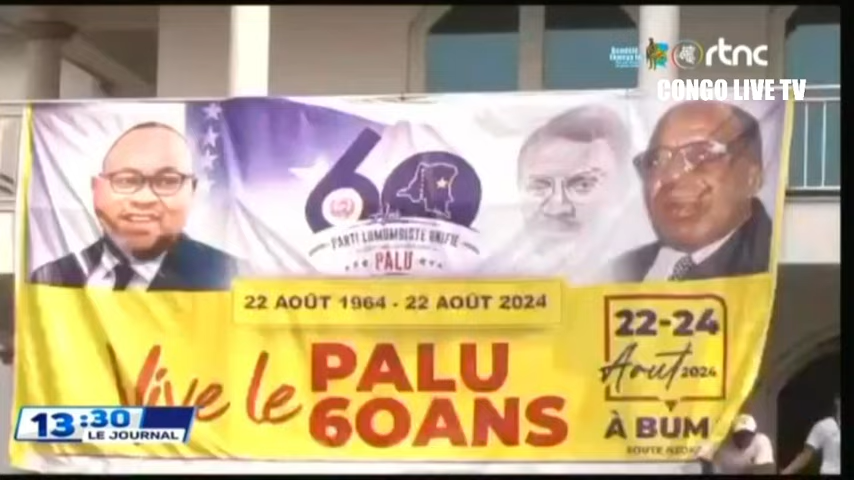 rtnc
CONGO LIVE TV
60
PARTI LUMUMBISTE UNIFIÉ
PALU
22 AOÛT 1964 - 22 AOÛT 2024
Vive le PALU
60ANS
22-24
Août 2024
À BUM
13:30
LE JOURNAL